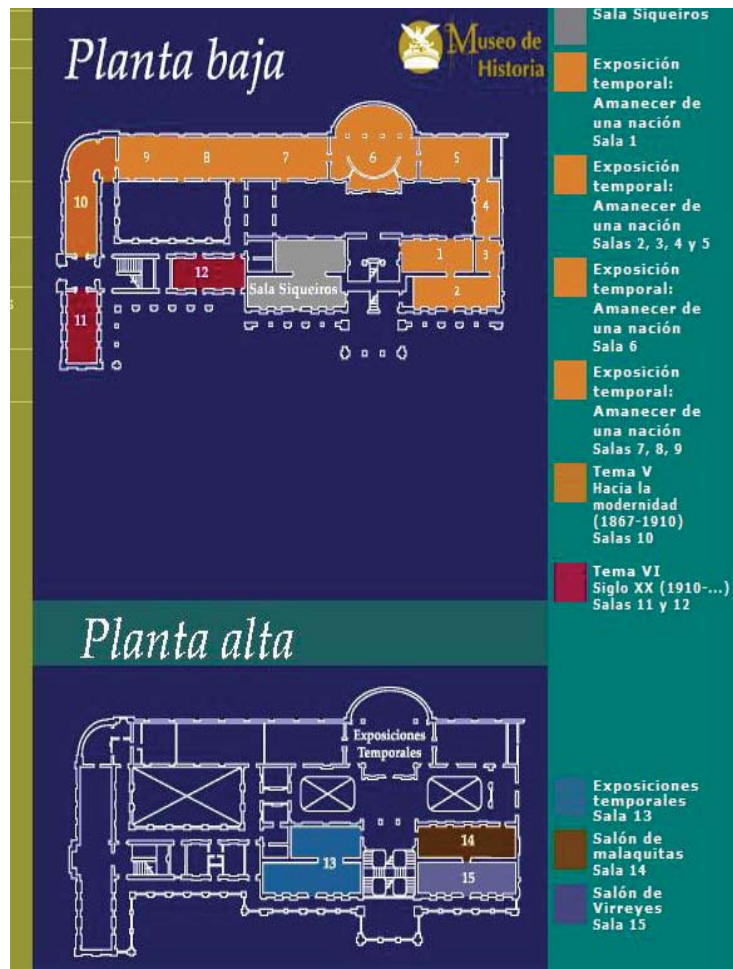 Planta baja
Museo de
Historia
9
8
7
6
5
10
4
1
3
12
Sala Siqueiros
2
11
Sala Siqueiros
Exposición
temporal:
Amanecer de
una nación
Sala 1
Exposición
temporal:
Amanecer de
una nación
Salas 2, 3, 4 y 5
Exposición
temporal:
Amanecer de
una nación
Sala 6
Exposición
temporal:
Amanecer de
una nación
Salas 7, 8, 9
Tema V
Hacia la
modernidad
(1867-1910)
Salas 10
Tema VI
Siglo XX (1910-...)
Salas 11 y 12
Planta alta
Exposiciones
Temporales
14
13
15
Exposiciones
temporales
Sala 13
Salón de
malaquitas
Sala 14
Salón de
Virreyes
Sala 15